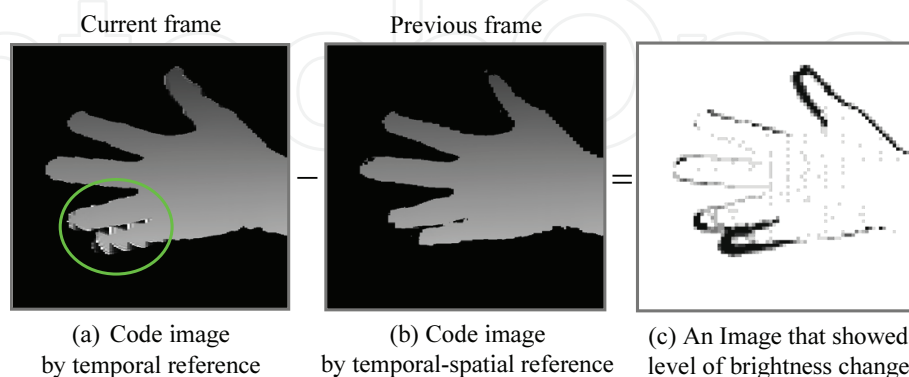 Current frame
Previous frame
−
=
(a) Code image
by temporal reference
(b) Code image
by temporal-spatial reference
(c) An Image that showed
level of brightness change